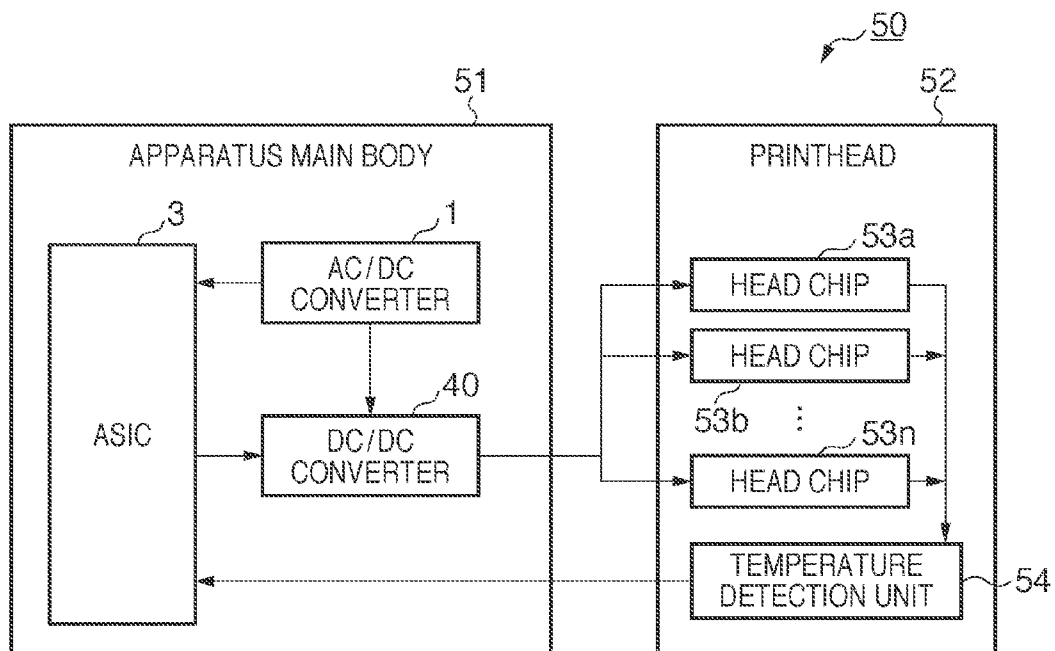 50
51
52
APPARATUS MAIN BODY
PRINTHEAD
3
1
53a
AC/DC
CONVERTER
HEAD CHIP
HEAD CHIP
40
53b
⋮
53n
ASIC
DC/DC
CONVERTER
HEAD CHIP
TEMPERATURE
DETECTION UNIT
54